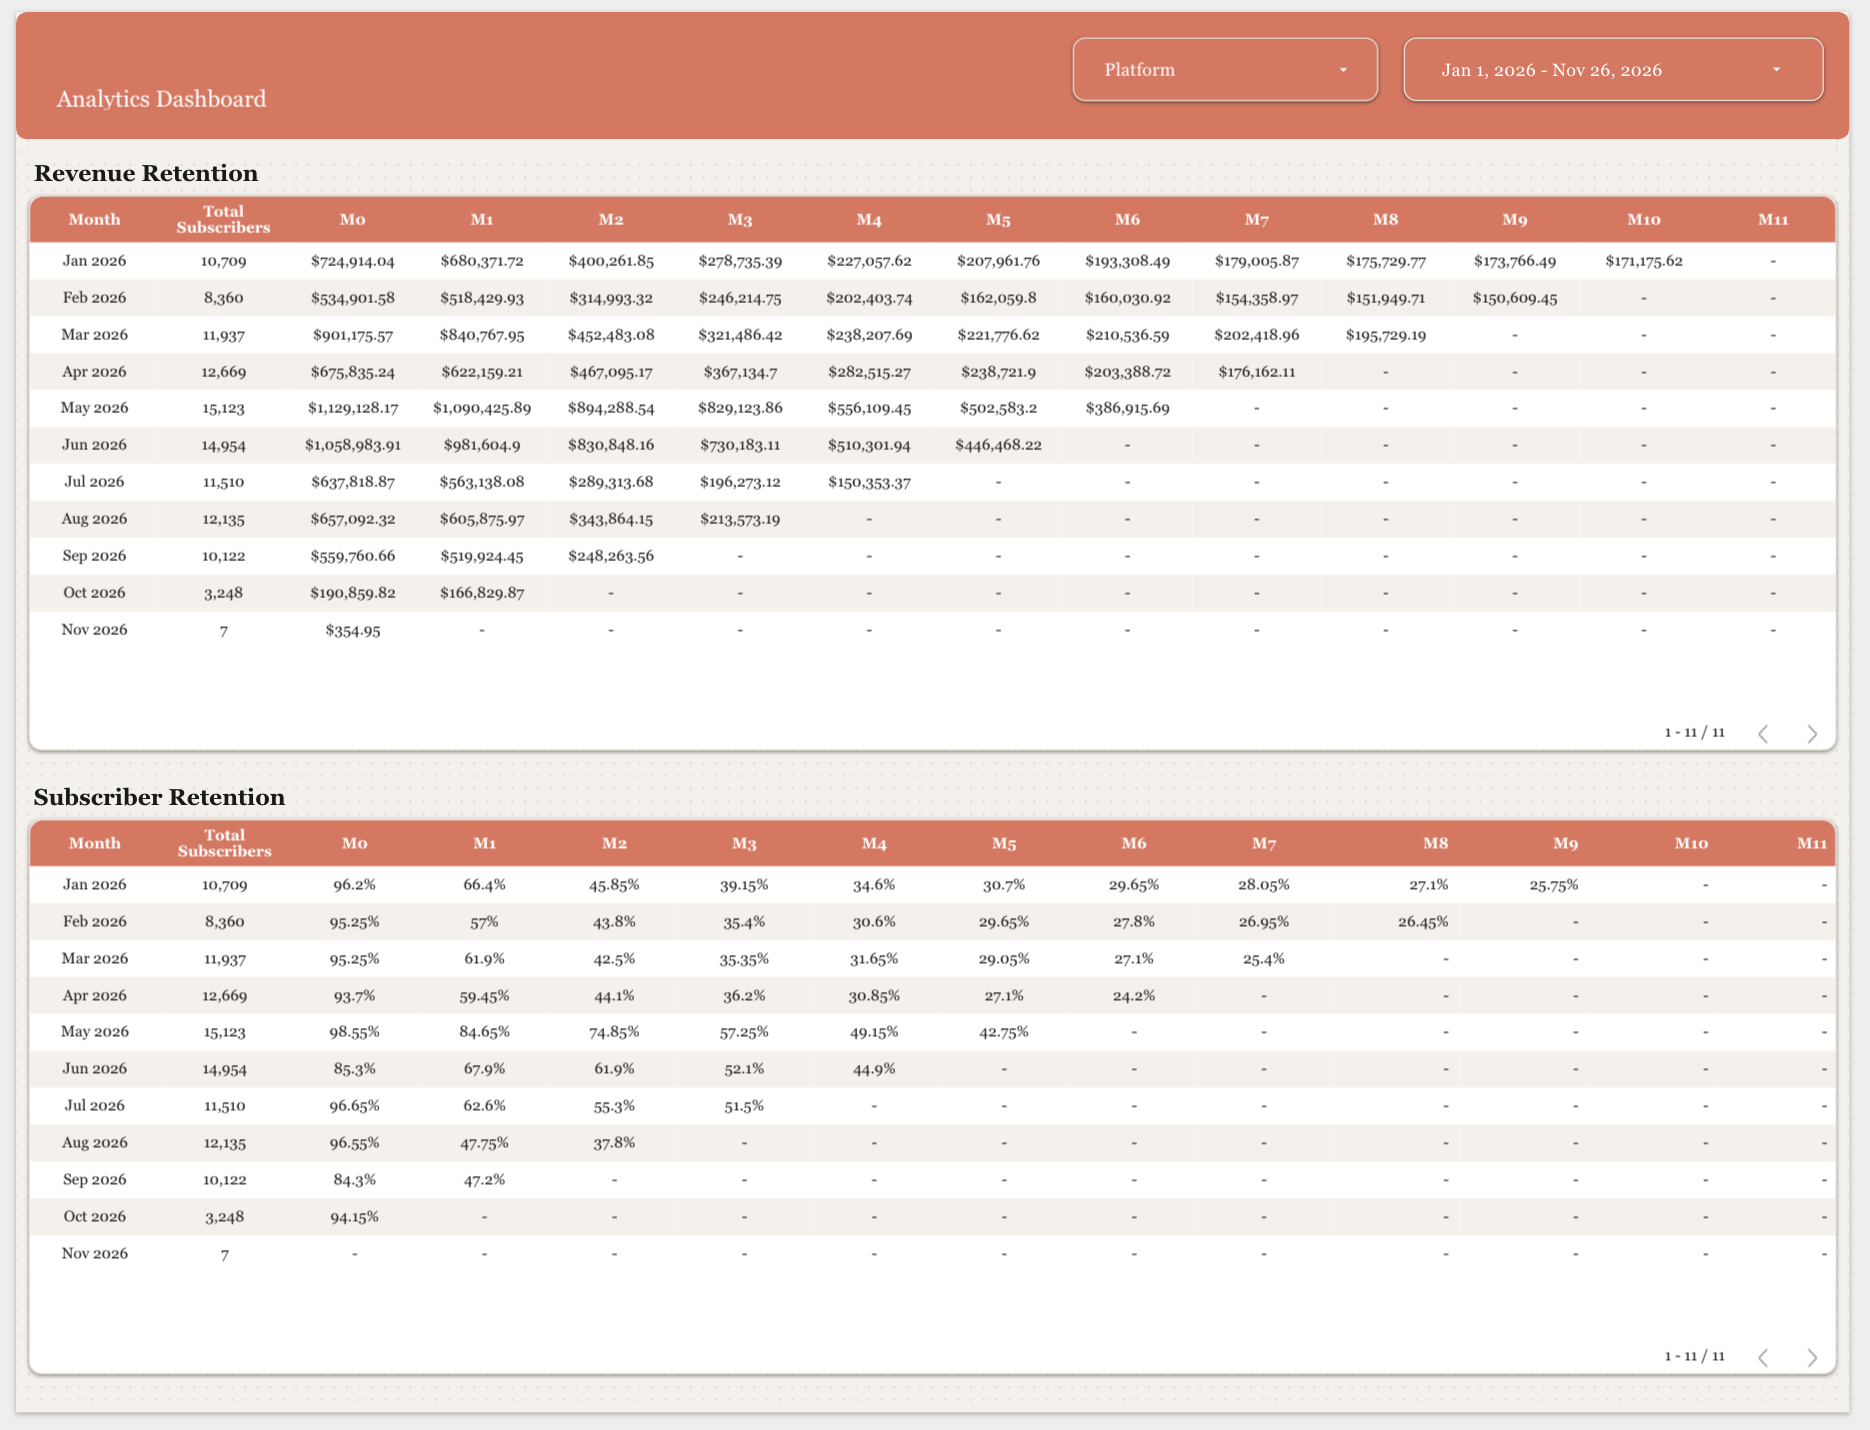 Platform
Jan 1, 2026 - Nov 26, 2026
Analytics Dashboard
Revenue Retention
Month Total Subscribers M0 M1 M2 M3 M4 M5 M6 M7 M8 M9 M10 M11
Jan 2026 10,709 $724,914.04 $680,371.72 $400,261.85 $278,735.39 $227,057.62 $207,961.76 $193,308.49 $179,005.87 $175,729.77 $173,766.49 $171,175.62 -
Feb 2026 8,360 $534,901.58 $518,429.93 $314,993.32 $246,214.75 $202,403.74 $162,059.8 $160,030.92 $154,358.97 $151,949.71 $150,609.45 - -
Mar 2026 11,937 $901,175.57 $840,767.95 $452,483.08 $321,486.42 $238,207.69 $221,776.62 $210,536.59 $202,418.96 $195,729.19 - - -
Apr 2026 12,669 $675,835.24 $622,159.21 $467,095.17 $367,134.7 $282,515.27 $238,721.9 $203,388.72 $176,162.11 - - - -
May 2026 15,123 $1,129,128.17 $1,090,425.89 $894,288.54 $829,123.86 $556,109.45 $502,583.2 $386,915.69 - - - - -
Jun 2026 14,954 $1,058,983.91 $981,604.9 $830,848.16 $730,183.11 $510,301.94 $446,468.22 - - - - - -
Jul 2026 11,510 $637,818.87 $563,138.08 $289,313.68 $196,273.12 $150,353.37 - - - - - - -
Aug 2026 12,135 $657,092.32 $605,875.97 $343,864.15 $213,573.19 - - - - - - - -
Sep 2026 10,122 $559,760.66 $519,924.45 $248,263.56 - - - - - - - - -
Oct 2026 3,248 $190,859.82 $166,829.87 - - - - - - - - - -
Nov 2026 7 $354.95 - - - - - - - - - - -
1 - 11 / 11
Subscriber Retention
Month Total Subscribers M0 M1 M2 M3 M4 M5 M6 M7 M8 M9 M10 M11
Jan 2026 10,709 96.2% 66.4% 45.85% 39.15% 34.6% 30.7% 29.65% 28.05% 27.1% 25.75% - -
Feb 2026 8,360 95.25% 57% 43.8% 35.4% 30.6% 29.65% 27.8% 26.95% 26.45% - - -
Mar 2026 11,937 95.25% 61.9% 42.5% 35.35% 31.65% 29.05% 27.1% 25.4% - - - -
Apr 2026 12,669 93.7% 59.45% 44.1% 36.2% 30.85% 27.1% 24.2% - - - - -
May 2026 15,123 98.55% 84.65% 74.85% 57.25% 49.15% 42.75% - - - - - -
Jun 2026 14,954 85.3% 67.9% 61.9% 52.1% 44.9% - - - - - - -
Jul 2026 11,510 96.65% 62.6% 55.3% 51.5% - - - - - - - -
Aug 2026 12,135 96.55% 47.75% 37.8% - - - - - - - - -
Sep 2026 10,122 84.3% 47.2% - - - - - - - - - -
Oct 2026 3,248 94.15% - - - - - - - - - - -
Nov 2026 7 - - - - - - - - - - - -
1 - 11 / 11